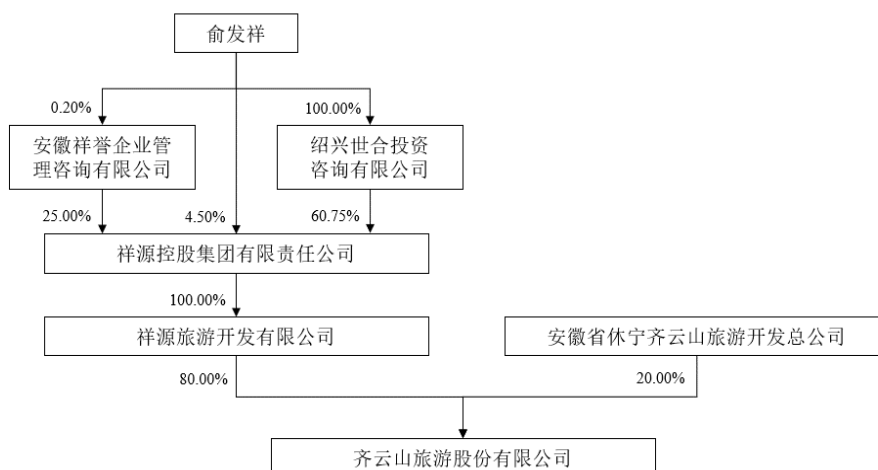 俞发祥
0.20%
100.00%
安徽祥誉企业管
理咨询有限公司
绍兴世合投资
咨询有限公司
25.00%
4.50%
60.75%
祥源控股集团有限责任公司
100.00%
祥源旅游开发有限公司
安徽省休宁齐云山旅游开发总公司
80.00%
20.00%
齐云山旅游股份有限公司